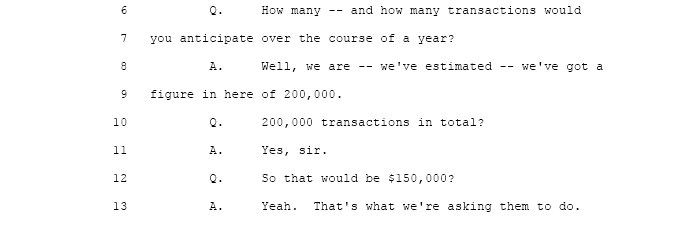 6 Q. How many -- and how many transactions would
7 you anticipate over the course of a year?
8 A. Well, we are -- we've estimated -- we've got a
9 figure in here of 200,000.
10 Q. 200,000 transactions in total?
11 A. Yes, sir.
12 Q. So that would be $150,000?
13 A. Yeah. That's what we're asking them to do.